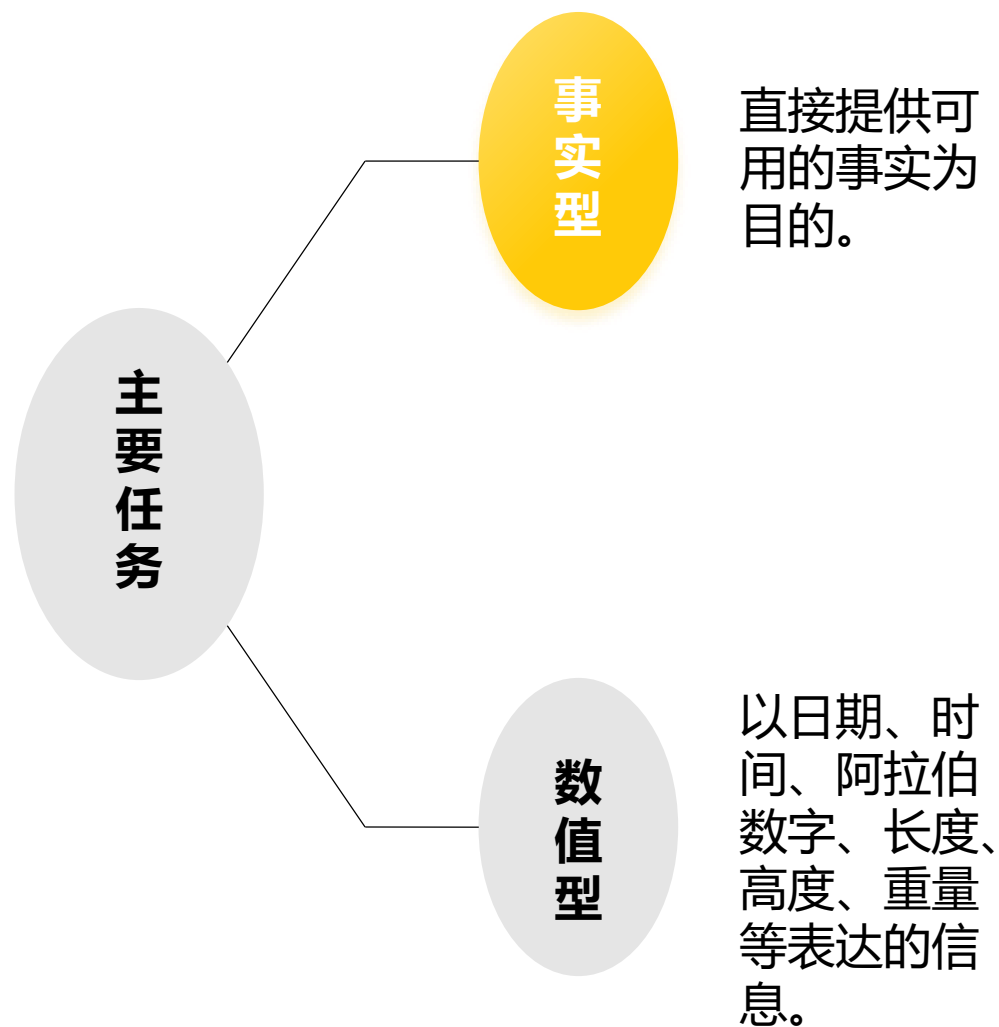 事实型
直接提供可
用的事实为
目的。
主要任务
数值型
以日期、时
间、阿拉伯
数字、长度、
高度、重量
等表达的信
息。